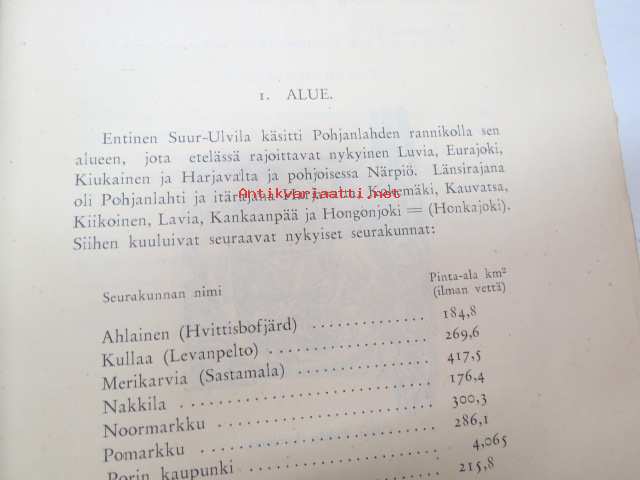 1. ALUE.
Entinen Suur-Ulvila käsitti Pohjanlahden rannikolla sen
alueen, jota etelässä rajoittavat nykyinen Luvia, Eurajoki,
Kiukainen ja Harjavalta ja pohjoisessa Närpiö. Länsirajana
oli Pohjanlahti ja itärajana Harjavalta, Kokemäki, Kauvatsa,
Antikvariaatti.net
Kiikoinen, Lavia, Kankaanpää ja Hongonjoki = (Honkajoki).
Siihen kuuluivat seuraavat nykyiset seurakunnat:
Seurakunnan nimi Pinta-ala km²
(ilman vettä)
Ahlainen (Hvittisbofjärd) . . . . . . . . . . . . 184,8
Kullaa (Levanpelto) . . . . . . . . . . . . . . . . 269,6
Merikarvia (Sastamala) . . . . . . . . . . . . . 417,5
Nakkila . . . . . . . . . . . . . . . . . . . . . . . . . 176,4
Noormarkku . . . . . . . . . . . . . . . . . . . . . 300,3
Pomarkku . . . . . . . . . . . . . . . . . . . . . . . 286,1
Porin kaupunki . . . . . . . . . . . . . . . . . . . 4,065
215,8